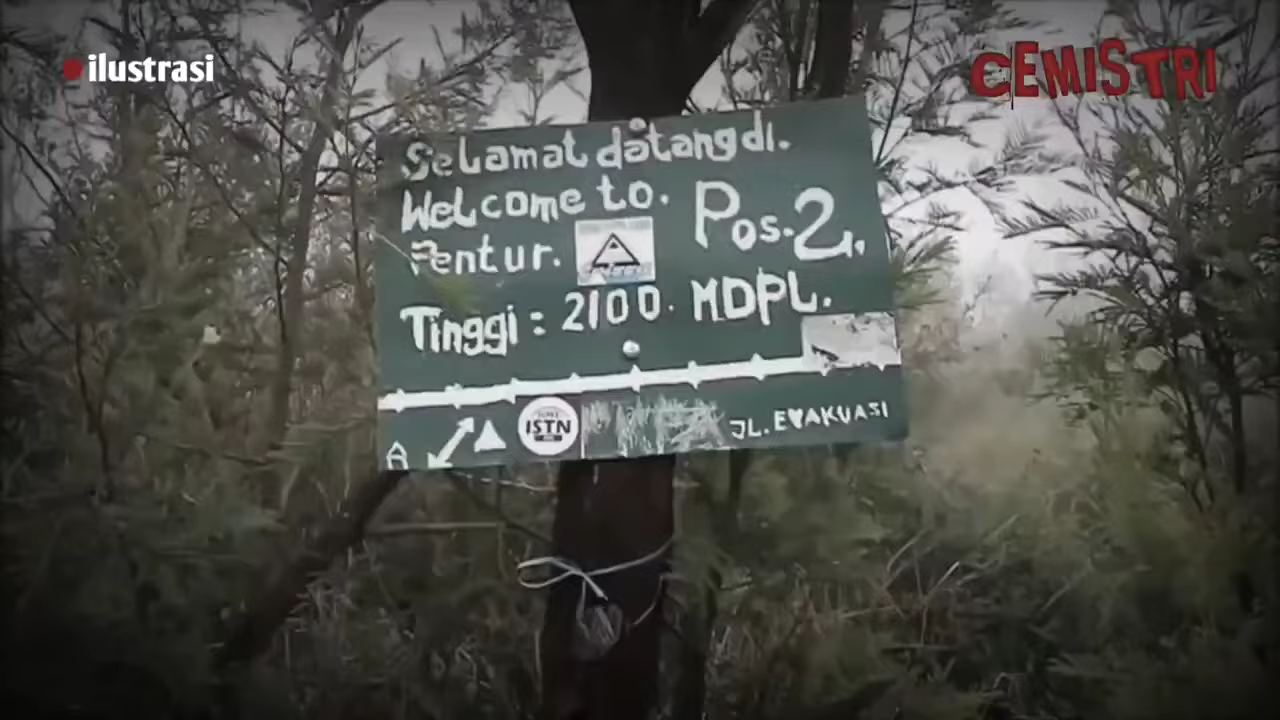 ilustrasi
CEMISTRI
Selamat datang di.
Welcome to.
Pentur.
Pos.2,
Tinggi : 2100. MDPL.
ISTN
JL. EVAKUASI
A